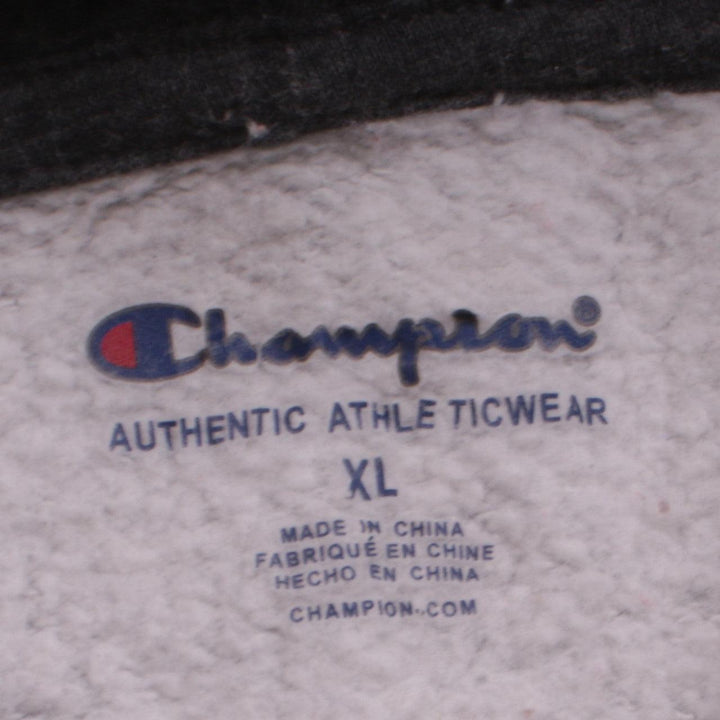 Champion®
AUTHENTIC ATHLETICWEAR
XL
MADE IN CHINA
FABRIQUÉ EN CHINE
HECHO EN CHINA
CHAMPION.COM